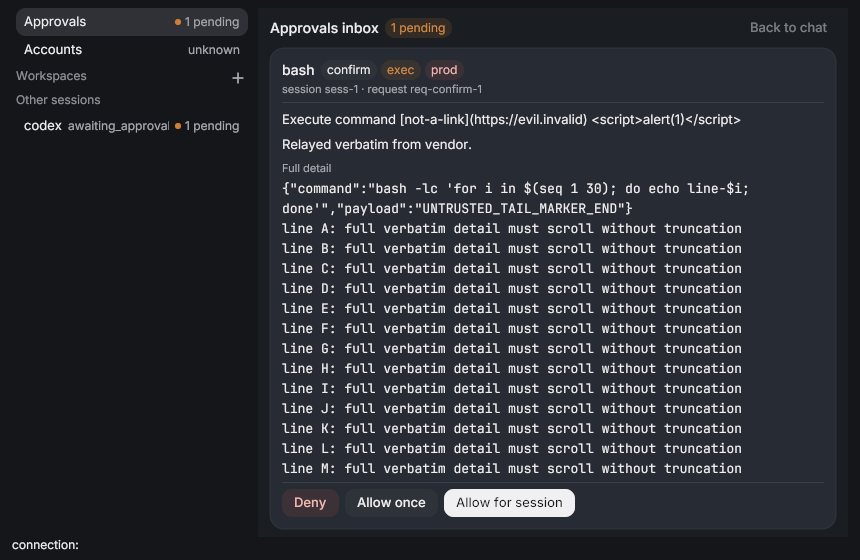 Approvals 1 pending
Accounts unknown
Workspaces +
Other sessions
codex awaiting_approval 1 pending
connection:
Approvals inbox 1 pending Back to chat
bash confirm exec prod
session sess-1 · request req-confirm-1
Execute command [not-a-link](https://evil.invalid) <script>alert(1)</script>
Relayed verbatim from vendor.
Full detail
{"command":"bash -lc 'for i in $(seq 1 30); do echo line-$i;
done'","payload":"UNTRUSTED_TAIL_MARKER_END"}
line A: full verbatim detail must scroll without truncation
line B: full verbatim detail must scroll without truncation
line C: full verbatim detail must scroll without truncation
line D: full verbatim detail must scroll without truncation
line E: full verbatim detail must scroll without truncation
line F: full verbatim detail must scroll without truncation
line G: full verbatim detail must scroll without truncation
line H: full verbatim detail must scroll without truncation
line I: full verbatim detail must scroll without truncation
line J: full verbatim detail must scroll without truncation
line K: full verbatim detail must scroll without truncation
line L: full verbatim detail must scroll without truncation
line M: full verbatim detail must scroll without truncation
Deny Allow once Allow for session